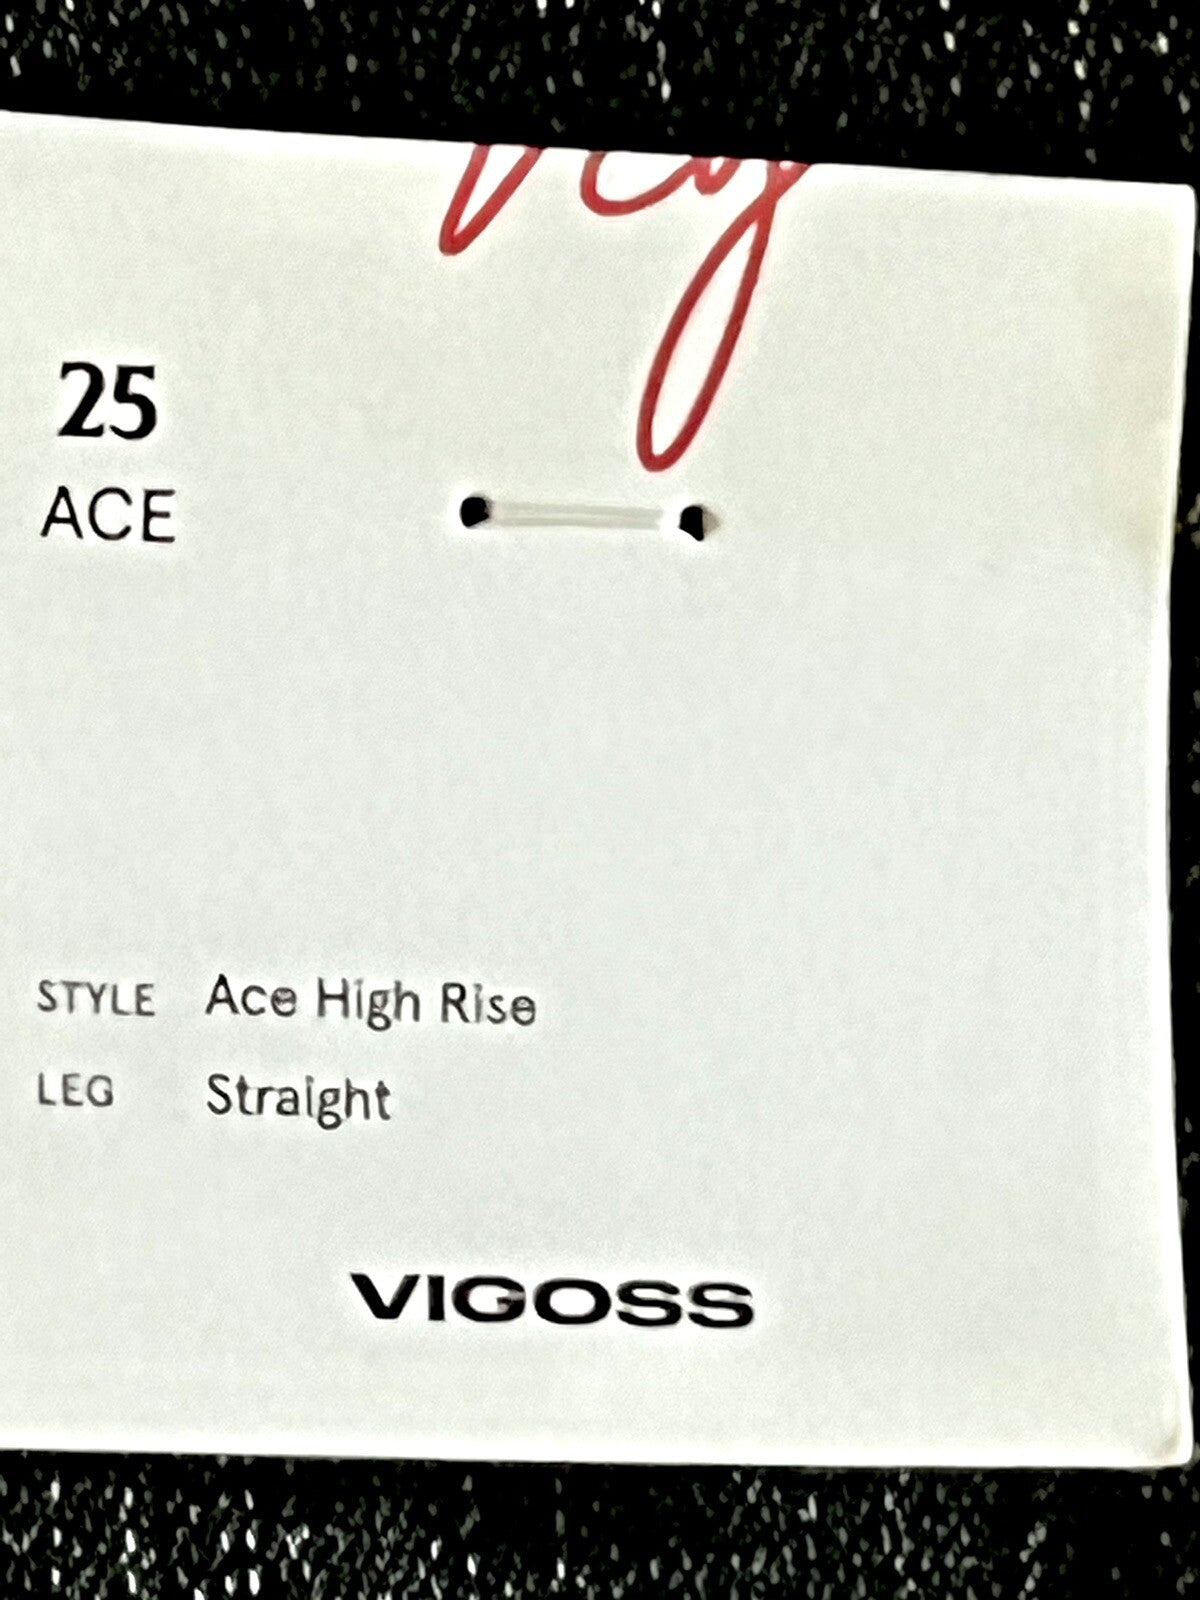 25
ACE
STYLE Ace High Rise
LEG Straight
VIGOSS